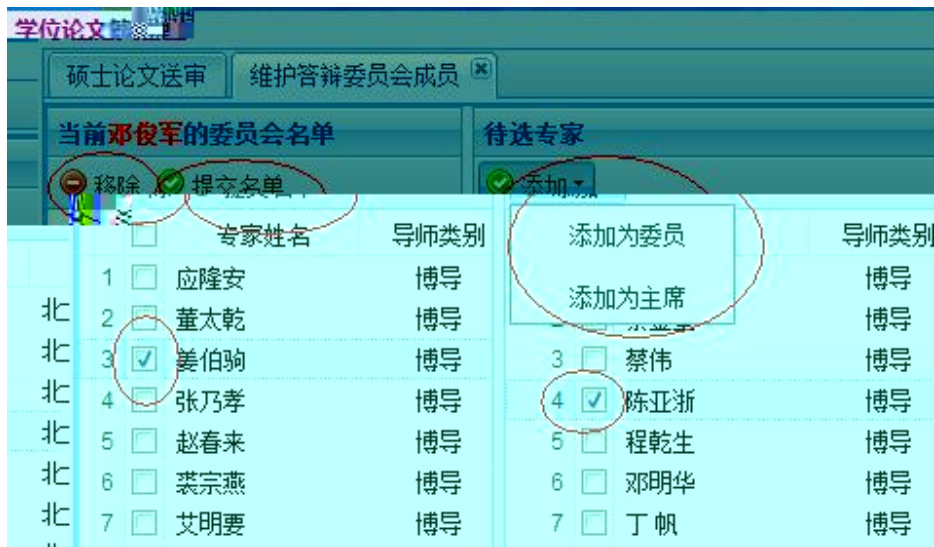 学位论文管
硕士论文送审 维护答辩委员会成员
当前邓俊军的委员会名单 待选专家
移除 提交名单 添加
专家姓名 导师类别 添加为委员 导师类别
1 应隆安 博导 博导
北 2 董太乾 博导 添加为主席 博导
北 3 姜伯驹 博导 3 蔡伟 博导
北 4 张乃孝 博导 4 陈亚浙 博导
北 5 赵春来 博导 5 程乾生 博导
北 6 裘宗燕 博导 6 邓明华 博导
北 7 艾明要 博导 7 丁帆 博导